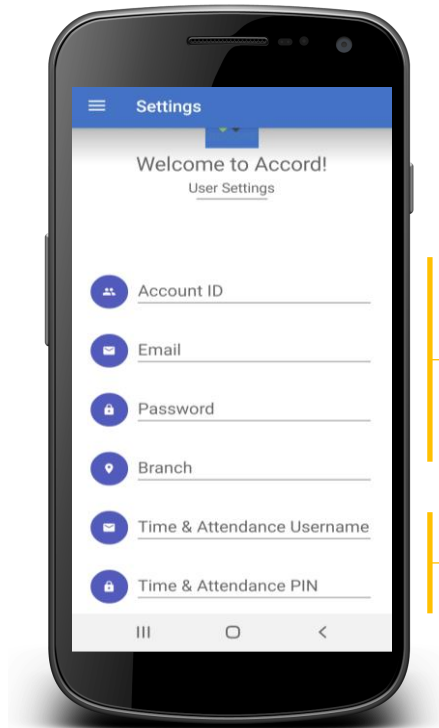 Settings
Welcome to Accord!
User Settings
Account ID
Email
Password
Branch
Time & Attendance Username
Time & Attendance PIN